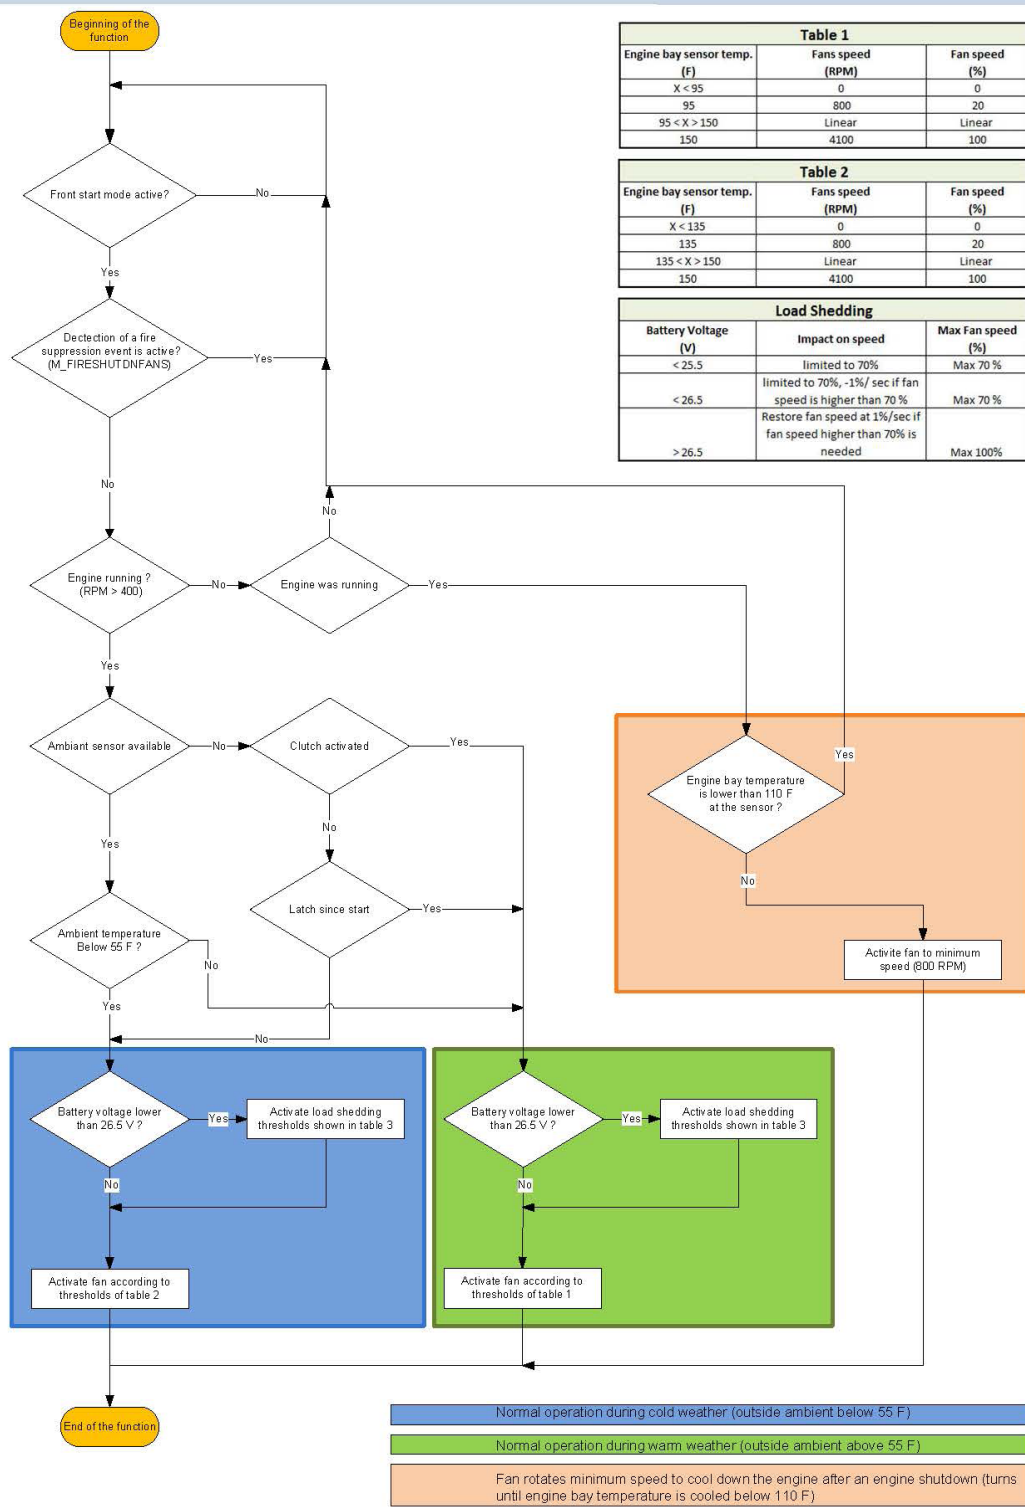 Beginning of the
function
Front start mode active?
No
Yes
Dectection of a fire
suppression event is active?
(M_FIRESHUTDNFANS)
Yes
No
Engine running ?
(RPM > 400)
No
Engine was running
No
Yes
Yes
Ambiant sensor available
No
Clutch activated
Yes
No
Yes
Latch since start
Yes
No
Ambient temperature
Below 55 F ?
No
Yes
Battery voltage lower
than 26.5 V ?
Yes
Activate load shedding
thresholds shown in table 3
No
Activate fan according to
thresholds of table 2
Battery voltage lower
than 26.5 V ?
Yes
Activate load shedding
thresholds shown in table 3
No
Activate fan according to
thresholds of table 1
Engine bay temperature
is lower than 110 F
at the sensor ?
Yes
No
Activite fan to minimum
speed (800 RPM)
End of the function
Table 1
Engine bay sensor temp. Fans speed Fan speed
(F) (RPM) (%)
X < 95 0 0
95 800 20
95 < X > 150 Linear Linear
150 4100 100
Table 2
Engine bay sensor temp. Fans speed Fan speed
(F) (RPM) (%)
X < 135 0 0
135 800 20
135 < X > 150 Linear Linear
150 4100 100
Load Shedding
Battery Voltage
(V)
Impact on speed
Max Fan speed
(%)
< 25.5 limited to 70% Max 70 %
limited to 70%, -1%/ sec if fan
< 26.5 speed is higher than 70 % Max 70 %
Restore fan speed at 1%/sec if
fan speed higher than 70% is
> 26.5 needed Max 100%
Normal operation during cold weather (outside ambient below 55 F)
Normal operation during warm weather (outside ambient above 55 F)
Fan rotates minimum speed to cool down the engine after an engine shutdown (turns
until engine bay temperature is cooled below 110 F)